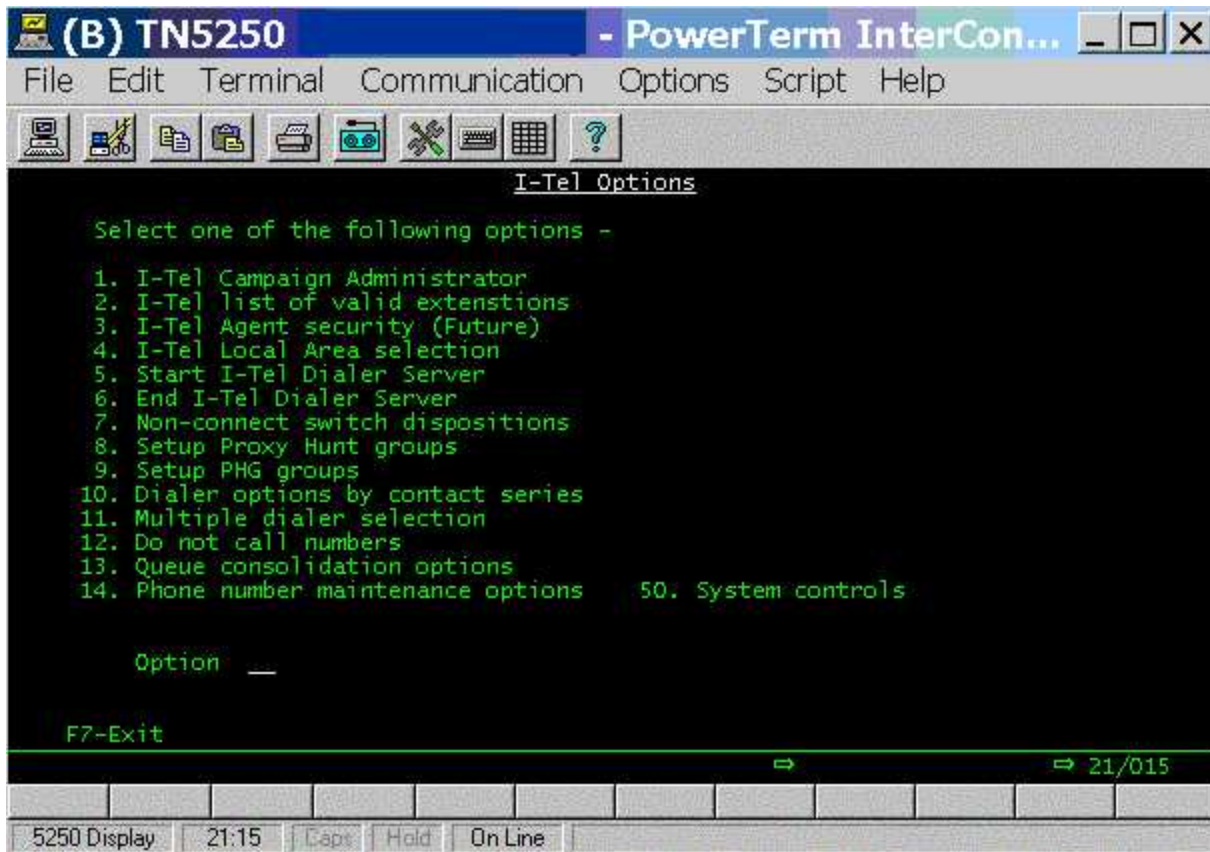 (B) TN5250 - PowerTerm InterCon...
File Edit Terminal Communication Options Script Help
I-Tel Options
Select one of the following options -
1. I-Tel Campaign Administrator
2. I-Tel list of valid extenstions
3. I-Tel Agent security (Future)
4. I-Tel Local Area selection
5. Start I-Tel Dialer Server
6. End I-Tel Dialer Server
7. Non-connect switch dispositions
8. Setup Proxy Hunt groups
9. Setup PHG groups
10. Dialer options by contact series
11. Multiple dialer selection
12. Do not call numbers
13. Queue consolidation options
14. Phone number maintenance options 50. System controls
Option __
F7-Exit
⇨ ⇨ 21/015
5250 Display 21:15 Caps Hold On Line